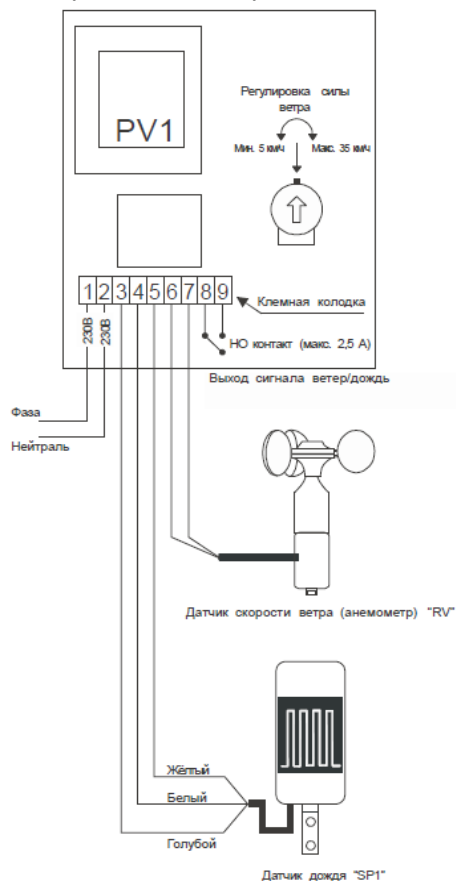 PV1
Регулировка силы
ветра
Мин. 5 км/ч
Макс. 35 км/ч
1 2 3 4 5 6 7 8 9
Клемная колодка
230В
230В
НО контакт (макс. 2,5 А)
Выход сигнала ветер/дождь
Фаза
Нейтраль
Датчик скорости ветра (анемометр) "RV"
Жёлтый
Белый
Голубой
Датчик дождя "SP1"